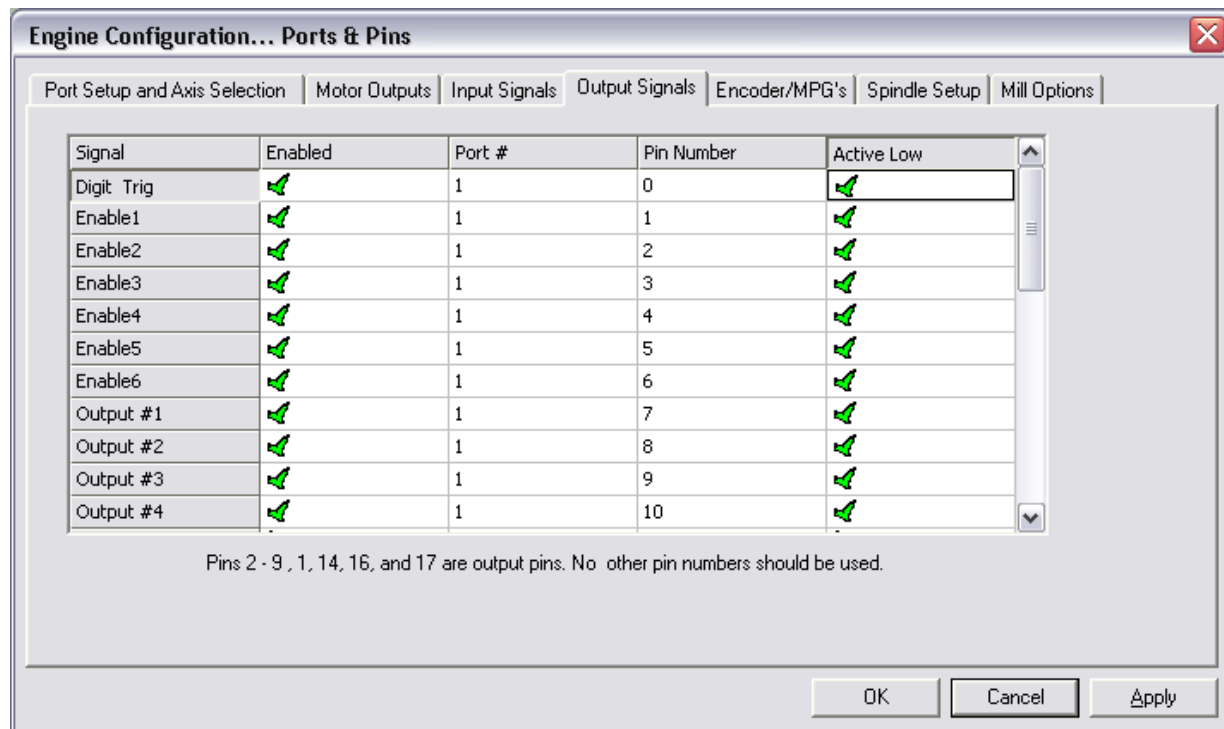 Engine Configuration... Ports & Pins
Port Setup and Axis Selection Motor Outputs Input Signals Output Signals Encoder/MPG's Spindle Setup Mill Options
Signal Enabled Port # Pin Number Active Low
Digit Trig 1 0
Enable1 1 1
Enable2 1 2
Enable3 1 3
Enable4 1 4
Enable5 1 5
Enable6 1 6
Output #1 1 7
Output #2 1 8
Output #3 1 9
Output #4 1 10
Pins 2 - 9 , 1, 14, 16, and 17 are output pins. No other pin numbers should be used.
OK Cancel Apply